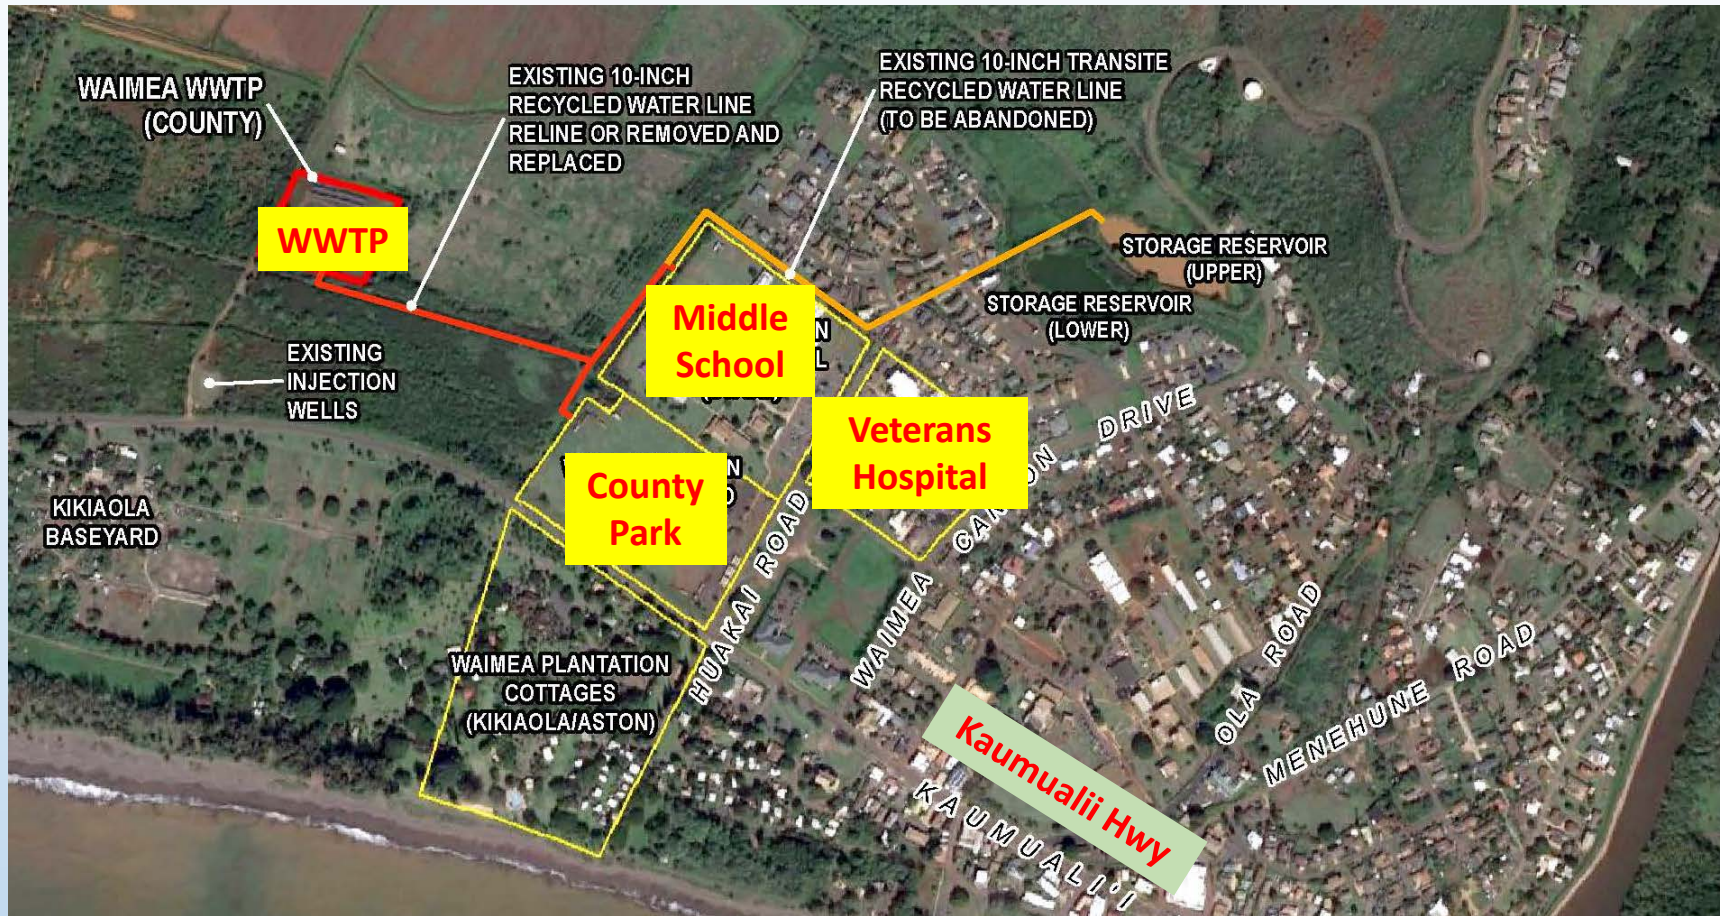 WAIMEA WWTP
(COUNTY)
EXISTING 10-INCH
RECYCLED WATER LINE
RELINE OR REMOVED AND
REPLACED
EXISTING 10-INCH TRANSITE
RECYCLED WATER LINE
(TO BE ABANDONED)
WWTP
STORAGE RESERVOIR
(UPPER)
STORAGE RESERVOIR
(LOWER)
Middle
School
EXISTING
INJECTION
WELLS
Veterans
Hospital
County
Park
KIKIAOLA
BASEYARD
WAIMEA PLANTATION
COTTAGES
(KIKIAOLA/ASTON)
HUAKAI ROAD
WAIMEA
DRIVE
OLA ROAD
MENEHUNE ROAD
Kaumualii Hwy
KAUMUALI'I